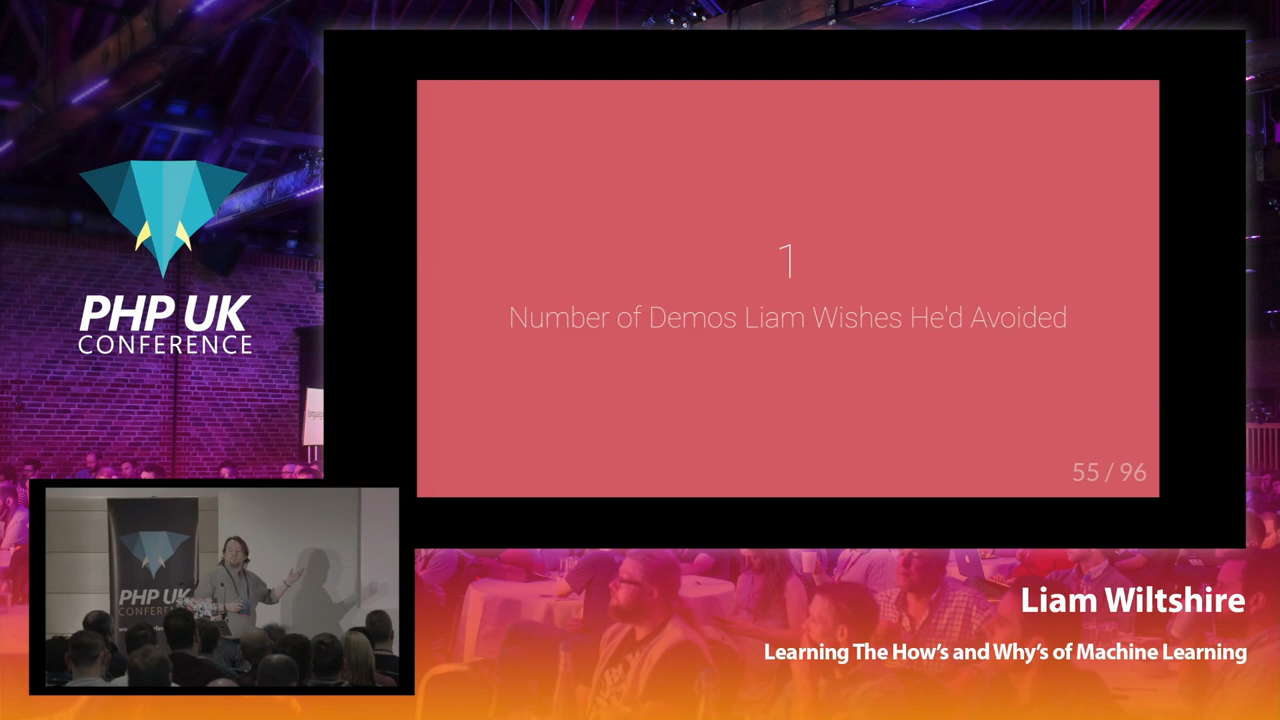 PHP UK
CONFERENCE
1
Number of Demos Liam Wishes He'd Avoided
55 / 96
PHP UK
CONFEREN
Liam Wiltshire
Learning The How's and Why's of Machine Learning